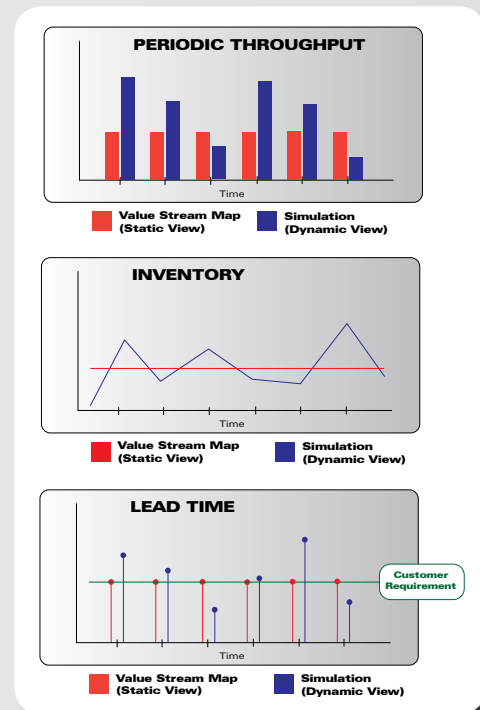 PERIODIC THROUGHPUT
Time
Value Stream Map
(Static View)
Simulation
(Dynamic View)
INVENTORY
Time
Value Stream Map
(Static View)
Simulation
(Dynamic View)
LEAD TIME
Customer
Requirement
Time
Value Stream Map
(Static View)
Simulation
(Dynamic View)